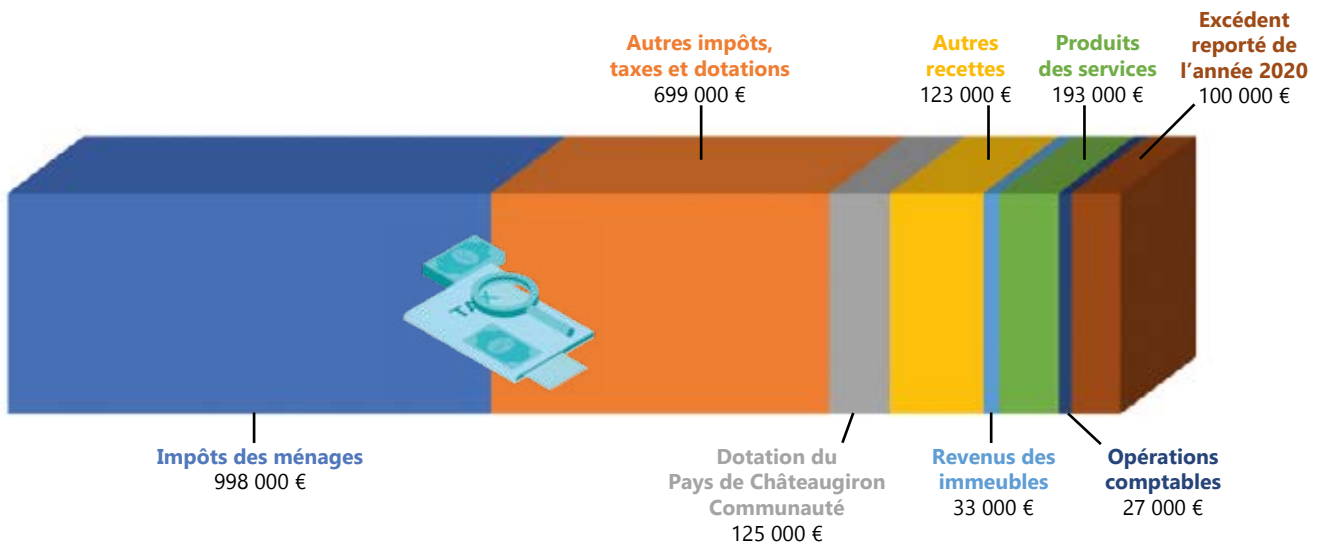 Autres impôts,
taxes et dotations
699 000 €
Autres
recettes
123 000 €
Produits
des services
193 000 €
Excédent
reporté de
l'année 2020
100 000 €
Impôts des ménages
998 000 €
Dotation du
Pays de Châteaugiron
Communauté
125 000 €
Revenus des
immeubles
33 000 €
Opérations
comptables
27 000 €